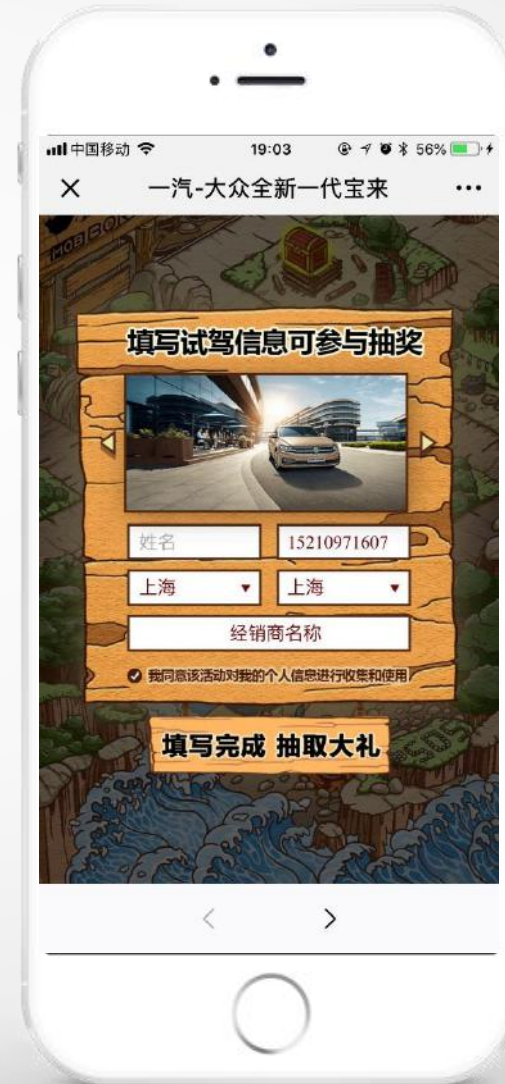 中国移动 19:03 56%
一汽-大众全新一代宝来
填写试驾信息可参与抽奖
姓名 15210971607
上海 上海
经销商名称
我同意该活动对我的个人信息进行收集和使用
填写完成 抽取大礼